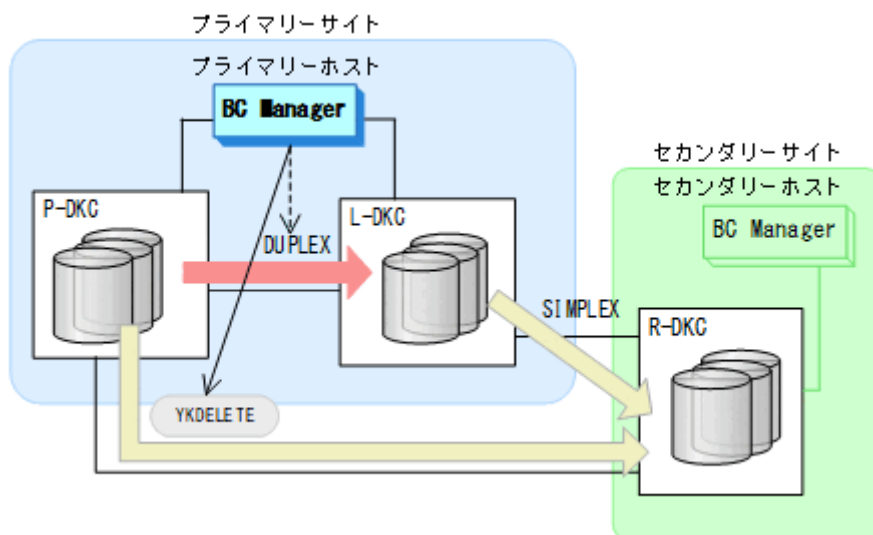 プライマリーサイト
プライマリーホスト
BC Manager
セカンダリーサイト
セカンダリーホスト
P-DKC
L-DKC
BC Manager
DUPLEX
SIMPLEX
R-DKC
YKDELETE